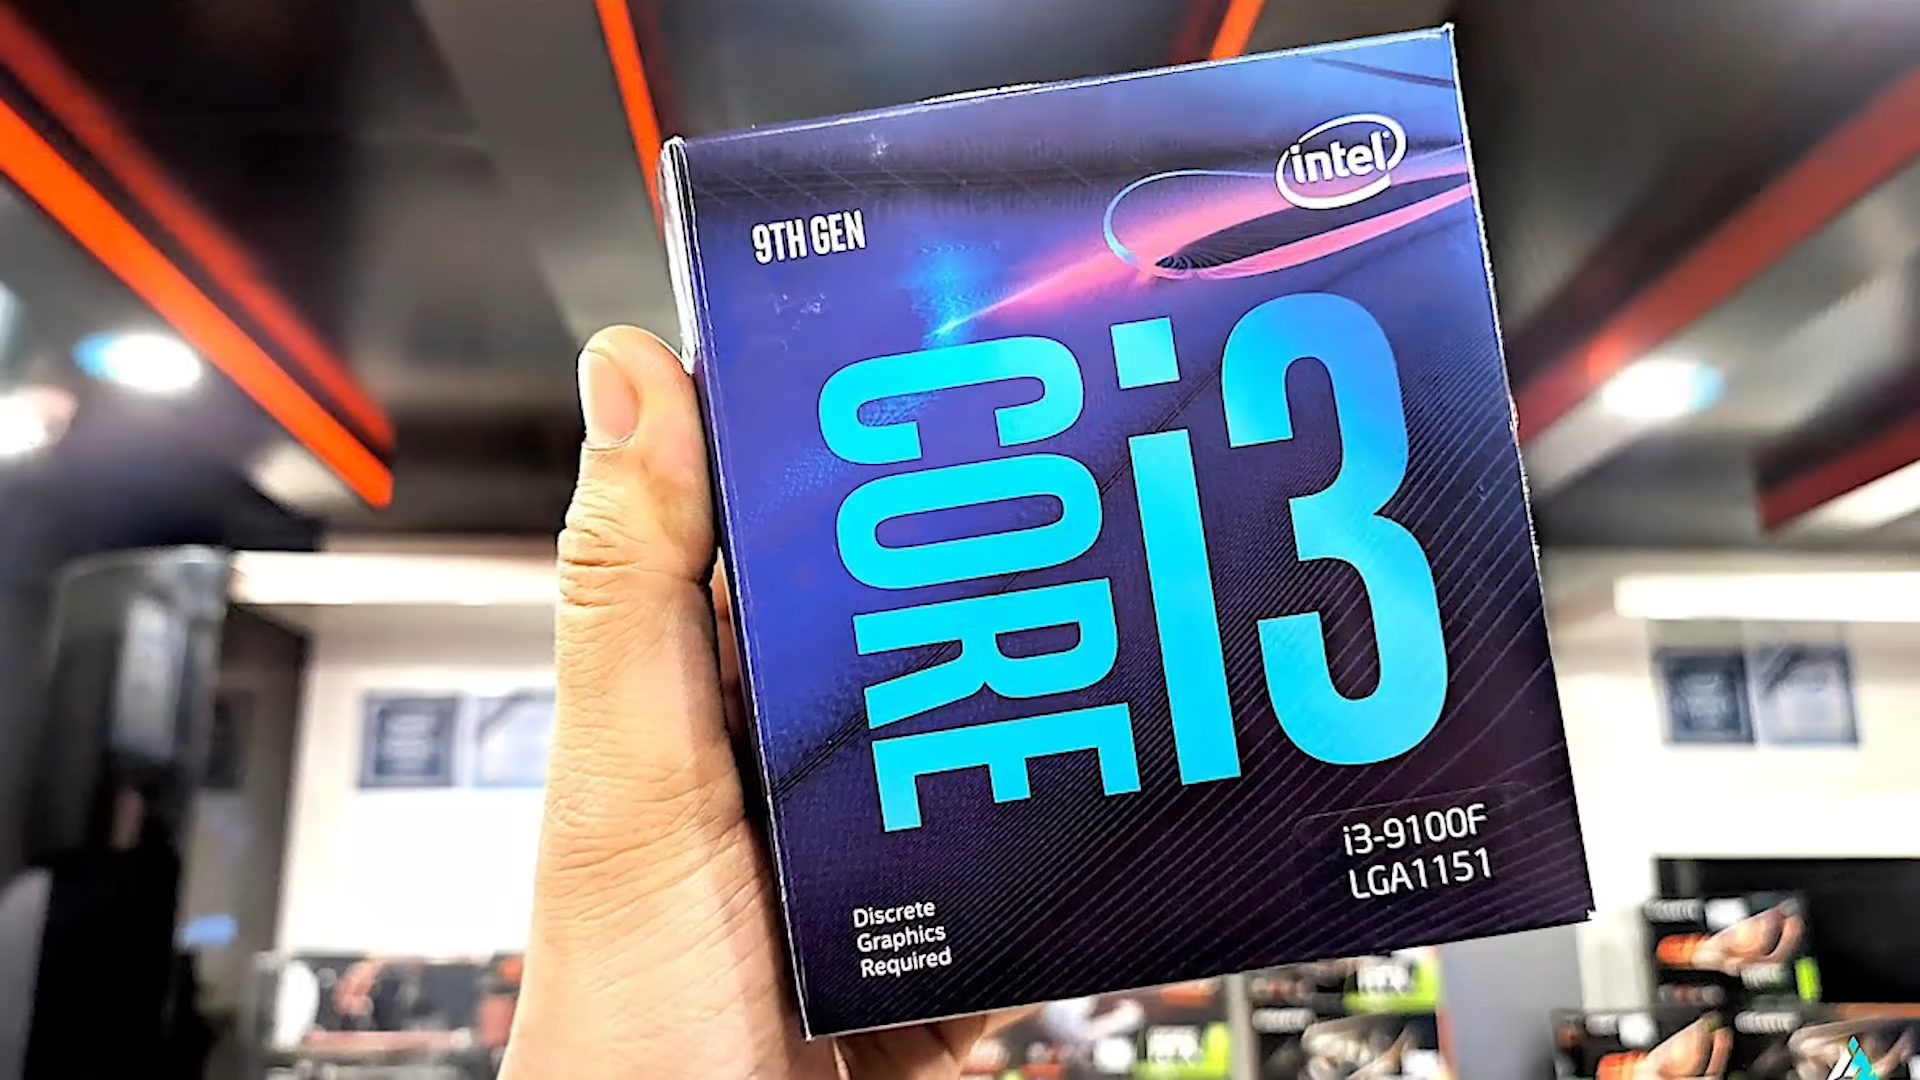 intel
9TH GEN
CORE i3
i3-9100F
LGA1151
Discrete
Graphics
Required